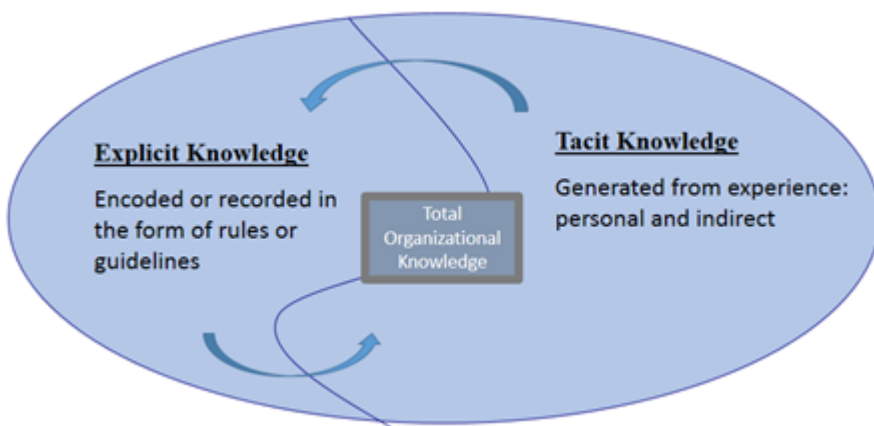 Explicit Knowledge
Encoded or recorded in
the form of rules or
guidelines
Total
Organizational
Knowledge
Tacit Knowledge
Generated from experience:
personal and indirect